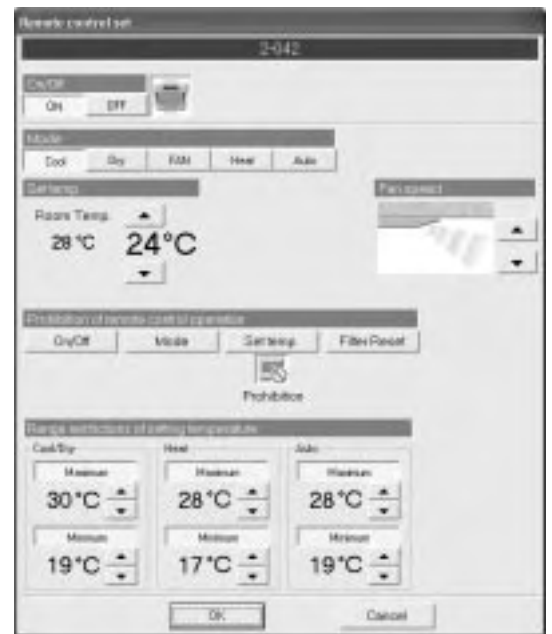 Remote control set
2-042
On/Off
ON OFF
Mode
Cool Dry FAN Heat Auto
Set temp. Fan speed
Room Temp.
28 °C 24°C
Prohibition of remote control operation
On/Off Mode Set temp. Filter Reset
Prohibition
Range restrictions of setting temperature
Cool/Dry Heat Auto
Maximum Maximum Maximum
30°C 28°C 28°C
Minimum Minimum Minimum
19°C 17°C 19°C
OK Cancel